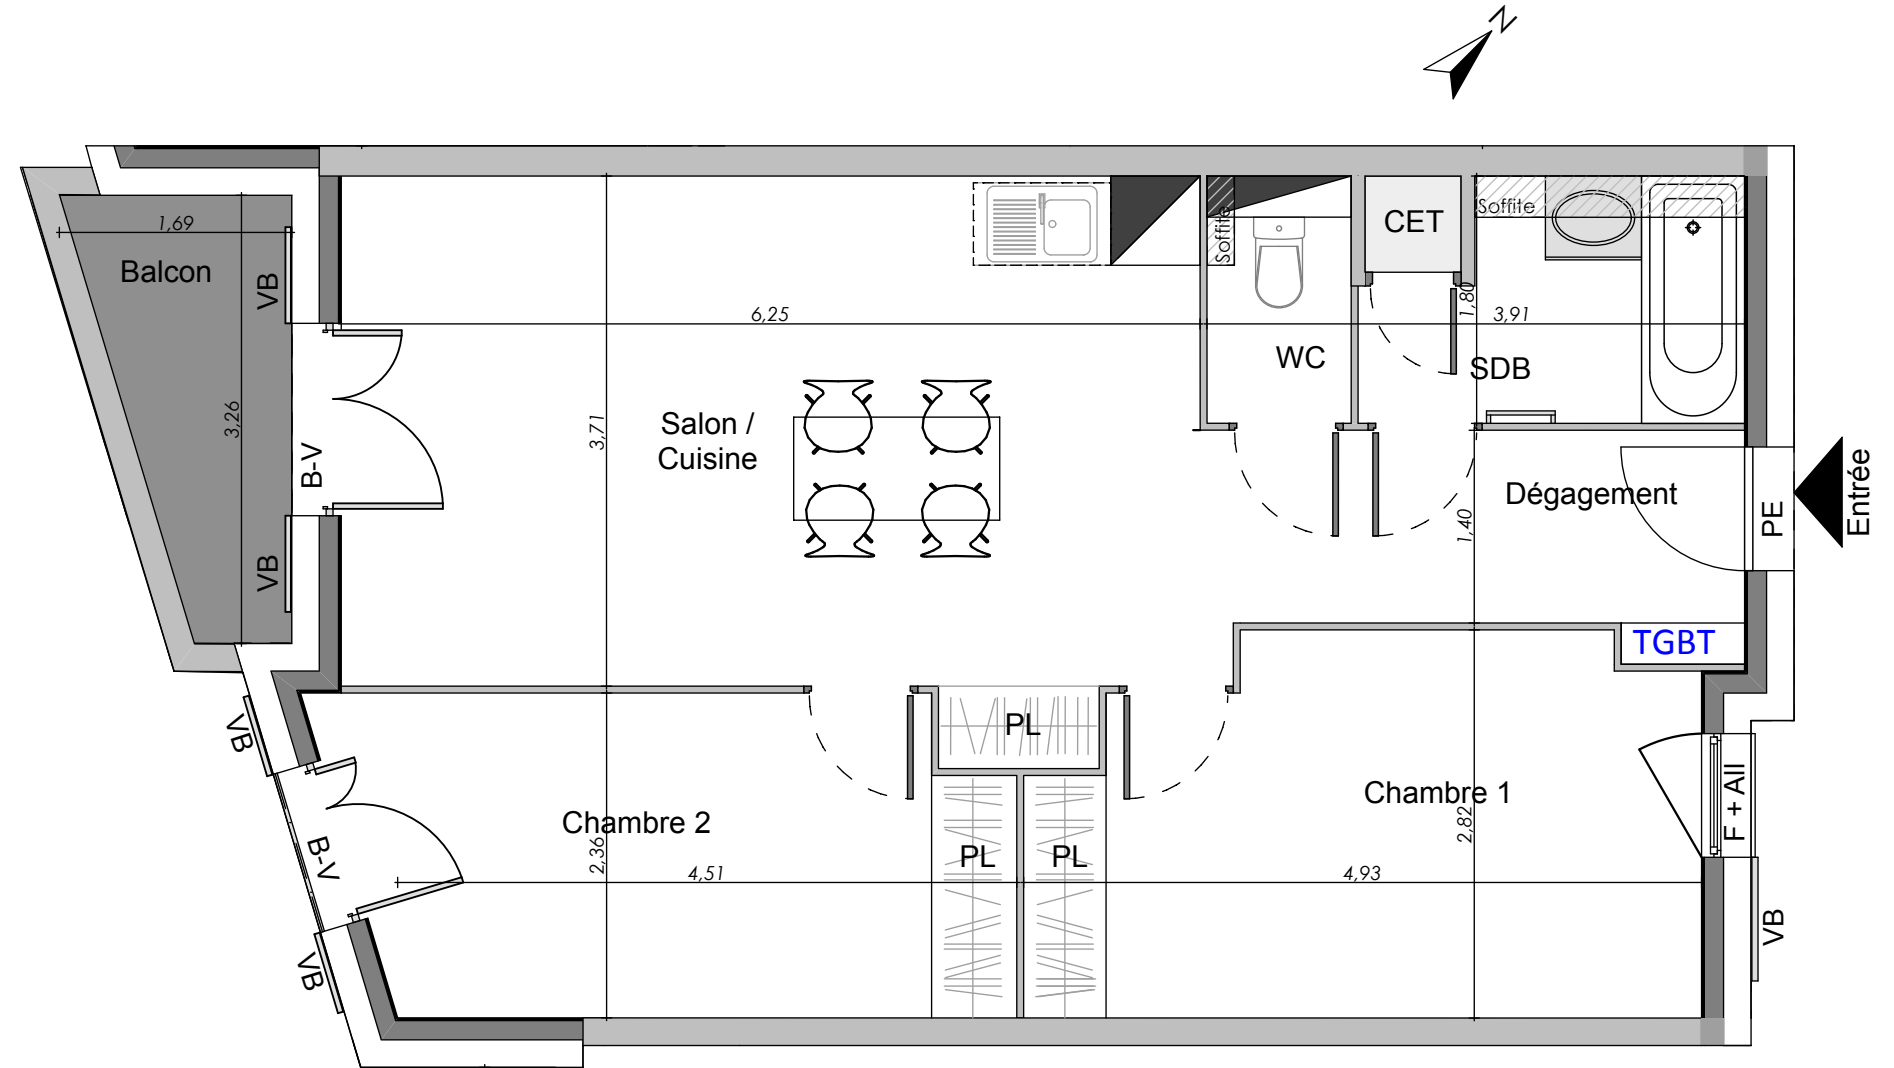 N
1,69
Balcon
VB
3,26
B-V
VB
Soffite
CET
Soffite
6,25
1,80
3,91
WC
SDB
Salon /
Cuisine
3,71
Dégagement
1,40
PE
Entrée
TGBT
VB
PL
Chambre 1
2,82
F + All
Chambre 2
2,36
B-V
4,51
PL
PL
4,93
VB
VB